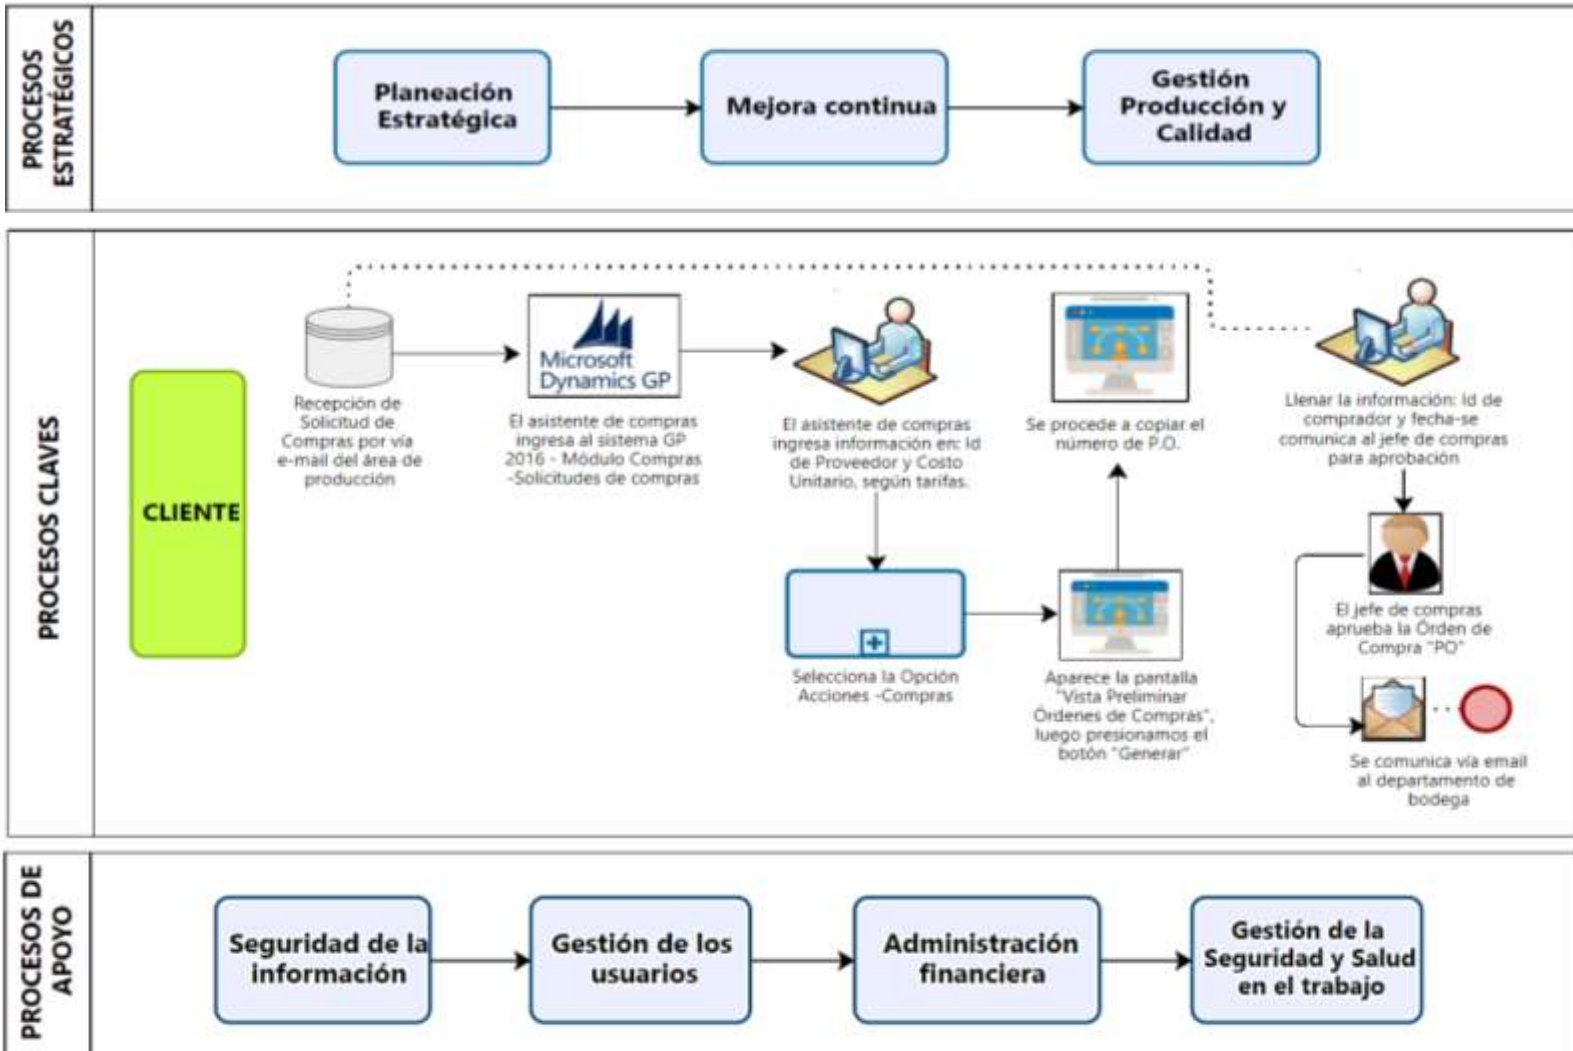 PROCESOS
ESTRATÉGICOS
Planeación
Estratégica
Mejora continua
Gestión
Producción y
Calidad
PROCESOS CLAVES
CLIENTE
Recepción de
Solicitud de
Compras por vía
e-mail del área de
producción
Microsoft
Dynamics GP
El asistente de compras
ingresa al sistema GP
2016 - Módulo Compras
-Solicitudes de compras
El asistente de compras
ingresa información en: Id
de Proveedor y Costo
Unitario, según tarifas.
Selecciona la Opción
Acciones -Compras
Se procede a copiar el
número de P.O.
Aparece la pantalla
"Vista Preliminar
Órdenes de Compras",
luego presionamos el
botón "Generar"
Llenar la información: Id de
comprador y fecha-se
comunica al jefe de compras
para aprobación
El jefe de compras
aprueba la Órden de
Compra "PO"
Se comunica vía email
al departamento de
bodega
PROCESOS DE
APOYO
Seguridad de la
información
Gestión de los
usuarios
Administración
financiera
Gestión de la
Seguridad y Salud
en el trabajo